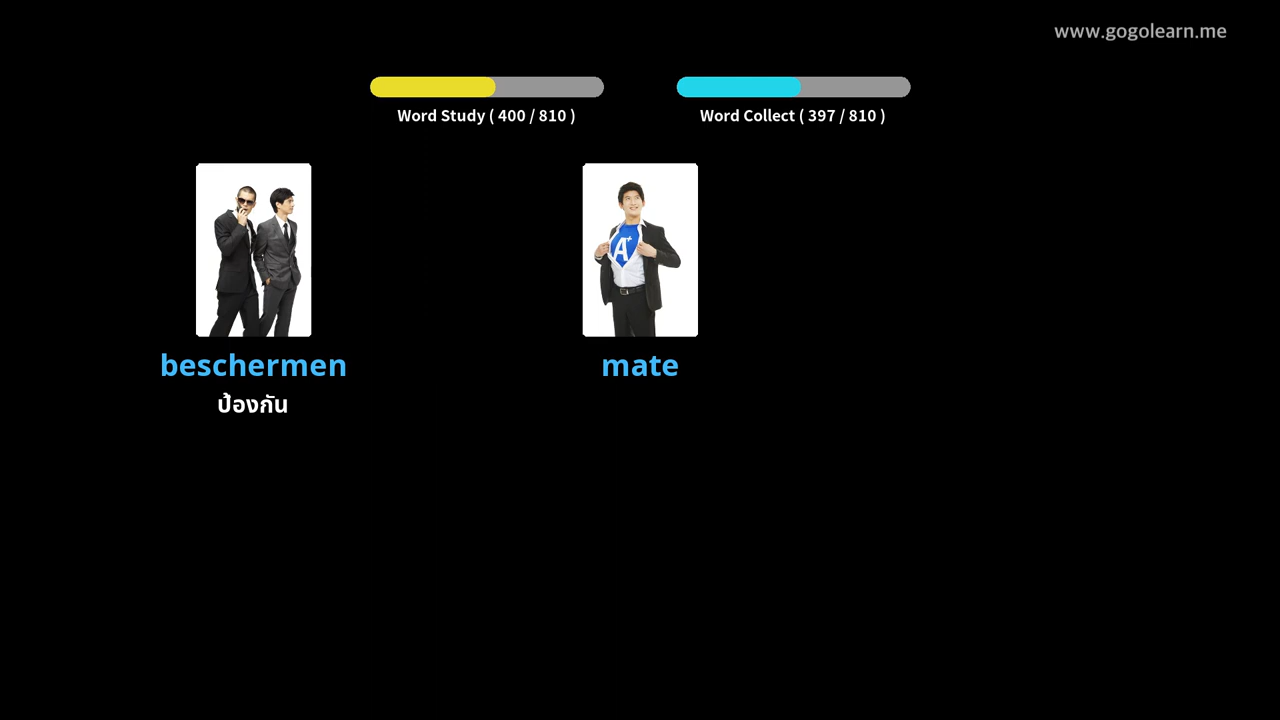 www.gogolearn.me
Word Study ( 400 / 810 )
Word Collect ( 397 / 810 )
A+
beschermen
mate
ป้องกัน